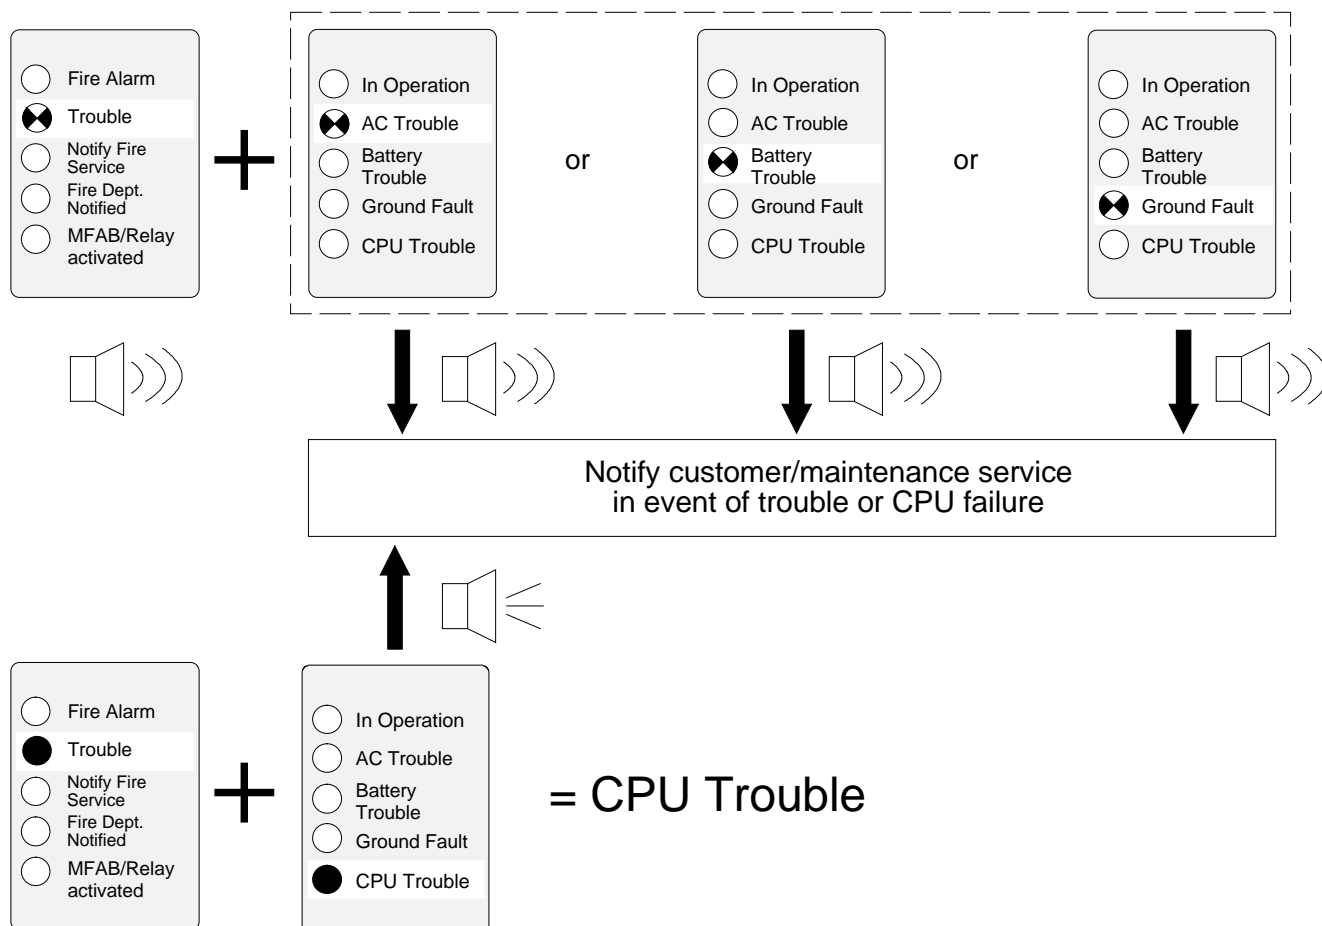 Fire Alarm
Trouble
Notify Fire
Service
Fire Dept.
Notified
MFAB/Relay
activated
In Operation
AC Trouble
Battery
Trouble
Ground Fault
CPU Trouble
or
In Operation
AC Trouble
Battery
Trouble
Ground Fault
CPU Trouble
or
In Operation
AC Trouble
Battery
Trouble
Ground Fault
CPU Trouble
Notify customer/maintenance service
in event of trouble or CPU failure
Fire Alarm
Trouble
Notify Fire
Service
Fire Dept.
Notified
MFAB/Relay
activated
In Operation
AC Trouble
Battery
Trouble
Ground Fault
CPU Trouble
= CPU Trouble